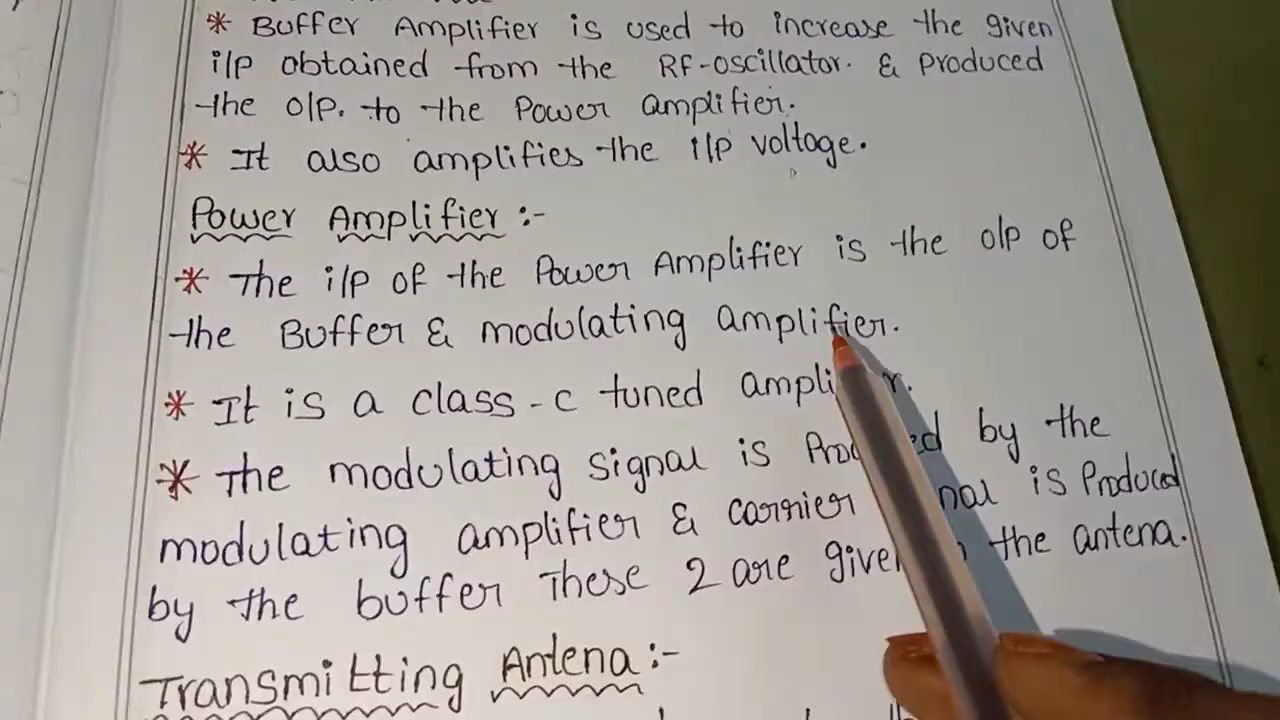 * Buffer Amplifier is used to increase the given
i/p obtained from the RF-oscillator. & produced
the o/p. to the power amplifier.
* It also amplifies the i/p voltage.
Power Amplifier :-
* The i/p of the Power Amplifier is the o/p of
the Buffer & modulating amplifier.
* It is a class-c tuned
* The modulating signal is by the
modulating amplifier & carrier is Produced
by the buffer These 2 are the antena.
Transmitting Antena :-